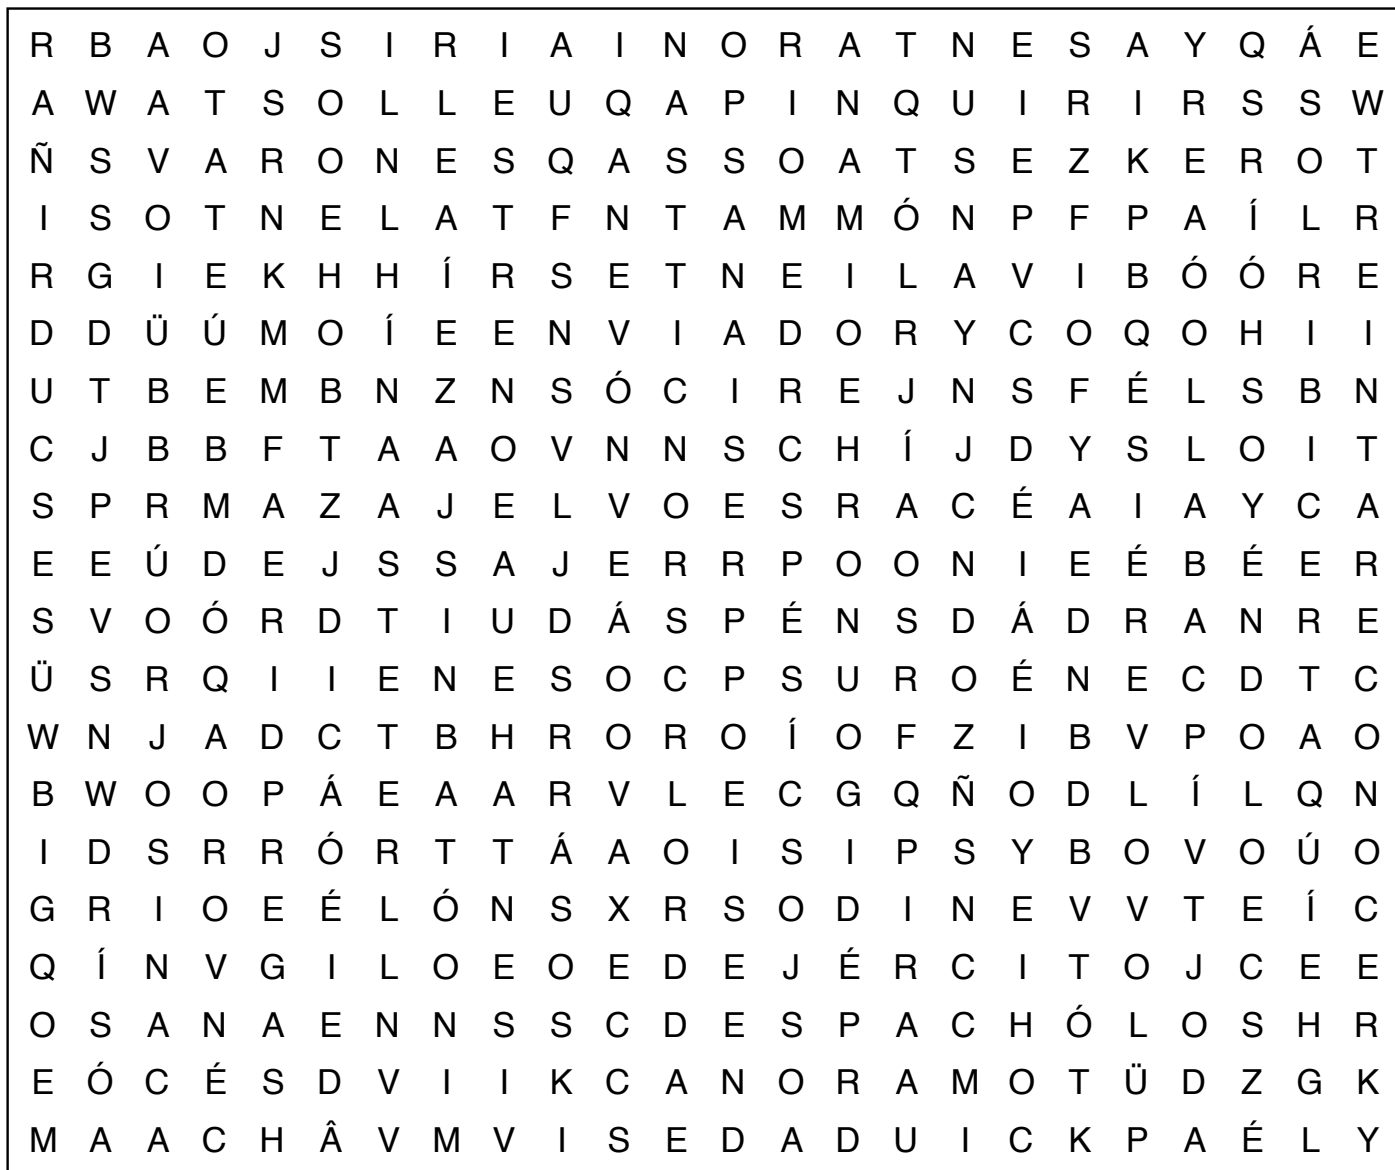 R B A O J S I R I A I N O R A T N E S A Y Q Á E
A W A T S O L L E U Q A P I N Q U I R I R S S W
Ñ S V A R O N E S Q A S S O A T S E Z K E R O T
I S O T N E L A T F N T A M M Ó N P F P A Í L R
R G I E K H H Í R S E T N E I L A V I B Ó Ó R E
D D Ü Ú M O Í E E N V I A D O R Y C O Q O H I I
U T B E M B N Z N S Ó C I R E J N S F É L S B N
C J B B F T A A O V N N S C H Í J D Y S L O I T
S P R M A Z A J E L V O E S R A C É A I A Y C A
E E Ú D E J S S A J E R R P O O N I E É B É E R
S V O Ó R D T I U D Á S P É N S D Á D R A N R E
Ü S R Q I I E N E S O C P S U R O É N E C D T C
W N J A D C T B H R O R O Í O F Z I B V P O A O
B W O O P Á E A A R V L E C G Q Ñ O D L Í L Q N
I D S R R Ó R T T Á A O I S I P S Y B O V O Ú O
G R I O E É L Ó N S X R S O D I N E V V T E Í C
Q Í N V G I L O E O E D E J É R C I T O J C E E
O S A N A E N N S S C D E S P A C H Ó L O S H R
E Ó C É S D V I I K C A N O R A M O T Ü D Z G K
M A A C H Â V M V I S E D A D U I C K P A É L Y